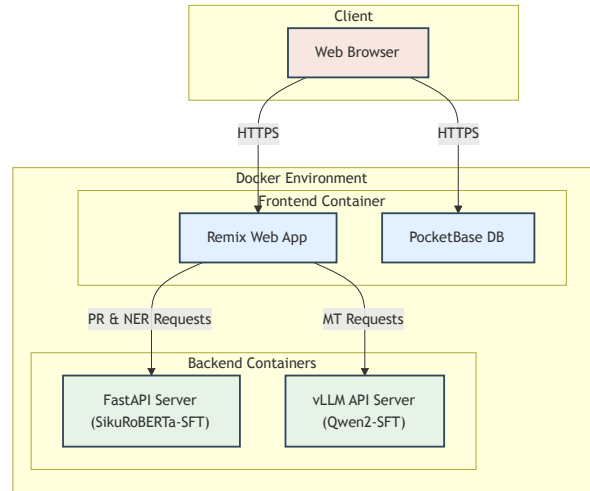 Client
Web Browser
HTTPS
HTTPS
Docker Environment
Frontend Container
Remix Web App
PocketBase DB
PR & NER Requests
MT Requests
Backend Containers
FastAPI Server
(SikuRoBERTa-SFT)
vLLM API Server
(Qwen2-SFT)